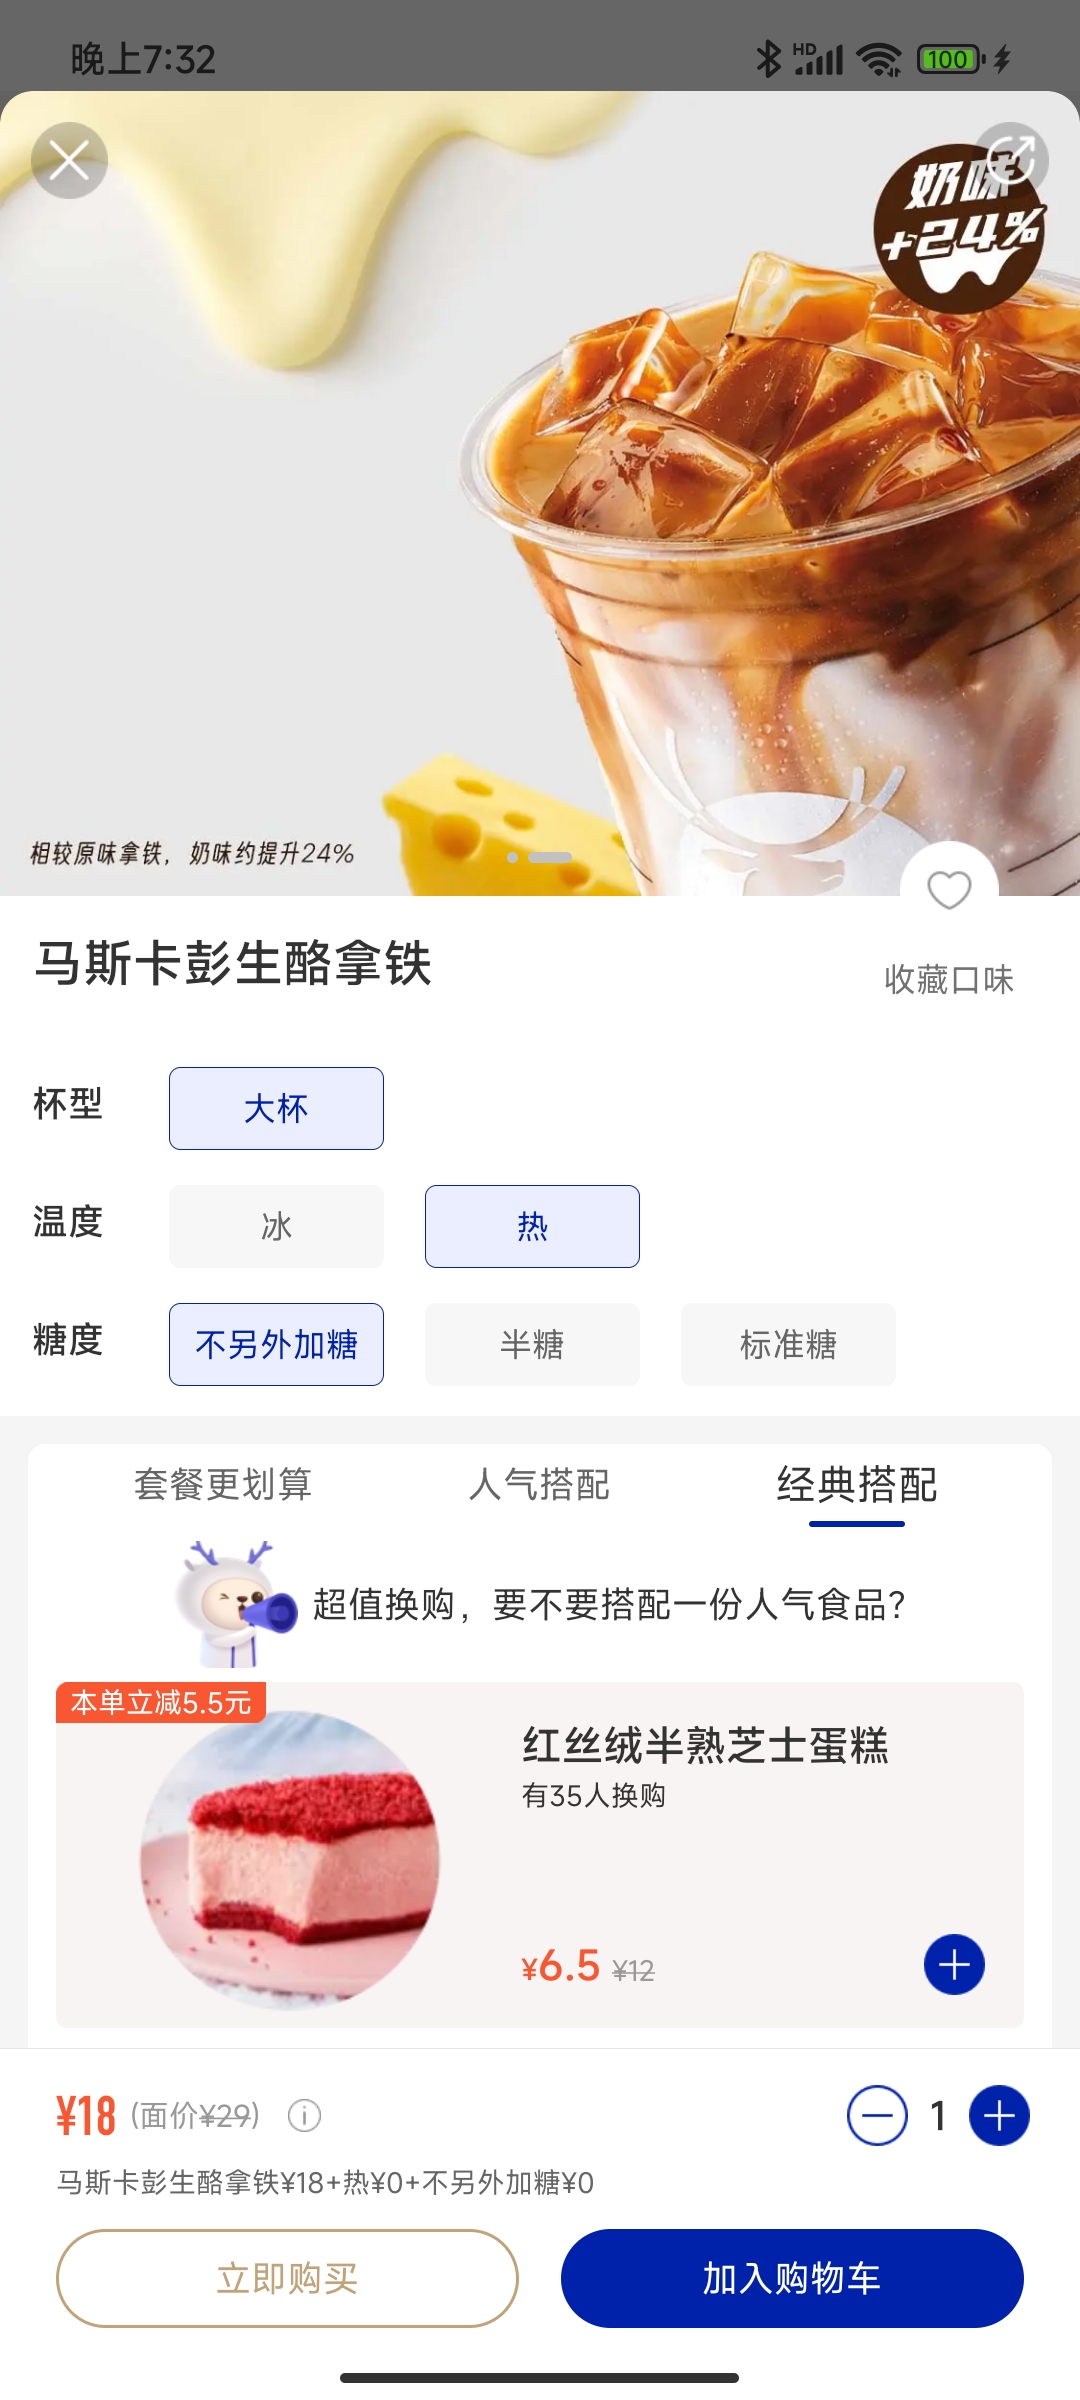 晚上7:32
HD
100
奶味
+24%
相较原味拿铁，奶味约提升24%
马斯卡彭生酪拿铁
收藏口味
杯型
大杯
温度
冰
热
糖度
不另外加糖
半糖
标准糖
套餐更划算
人气搭配
经典搭配
超值换购，要不要搭配一份人气食品?
本单立减5.5元
红丝绒半熟芝士蛋糕
有35人换购
¥6.5 ¥12
¥18 (面价¥29)
1
马斯卡彭生酪拿铁¥18+热¥0+不另外加糖¥0
立即购买
加入购物车